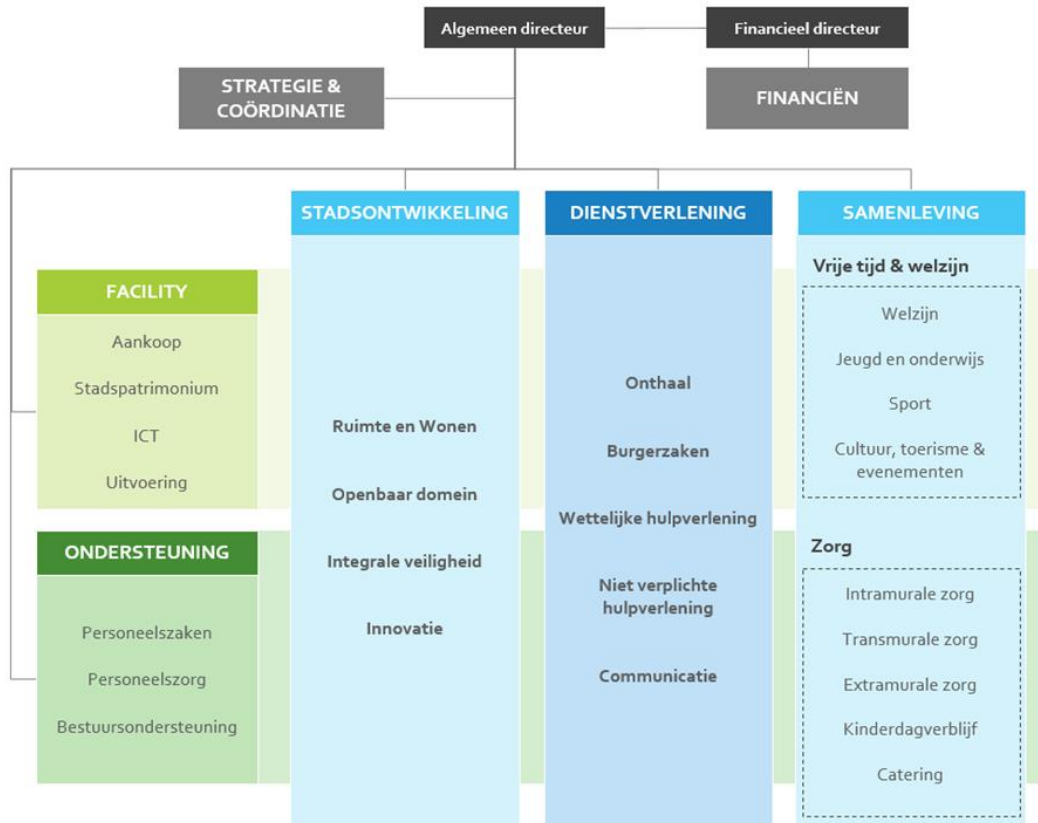 Algemeen directeur
Financieel directeur
STRATEGIE &
COÖRDINATIE
FINANCIËN
STADSONTWIKKELING
DIENSTVERLENING
SAMENLEVING
FACILITY
Aankoop
Stadspatrimonium
ICT
Uitvoering
ONDERSTEUNING
Personeelszaken
Personeelszorg
Bestuursondersteuning
Ruimte en Wonen
Openbaar domein
Integrale veiligheid
Innovatie
Onthaal
Burgerzaken
Wettelijke hulpverlening
Niet verplichte
hulpverlening
Communicatie
Vrije tijd & welzijn
Welzijn
Jeugd en onderwijs
Sport
Cultuur, toerisme &
evenementen
Zorg
Intramurale zorg
Transmurale zorg
Extramurale zorg
Kinderdagverblijf
Catering